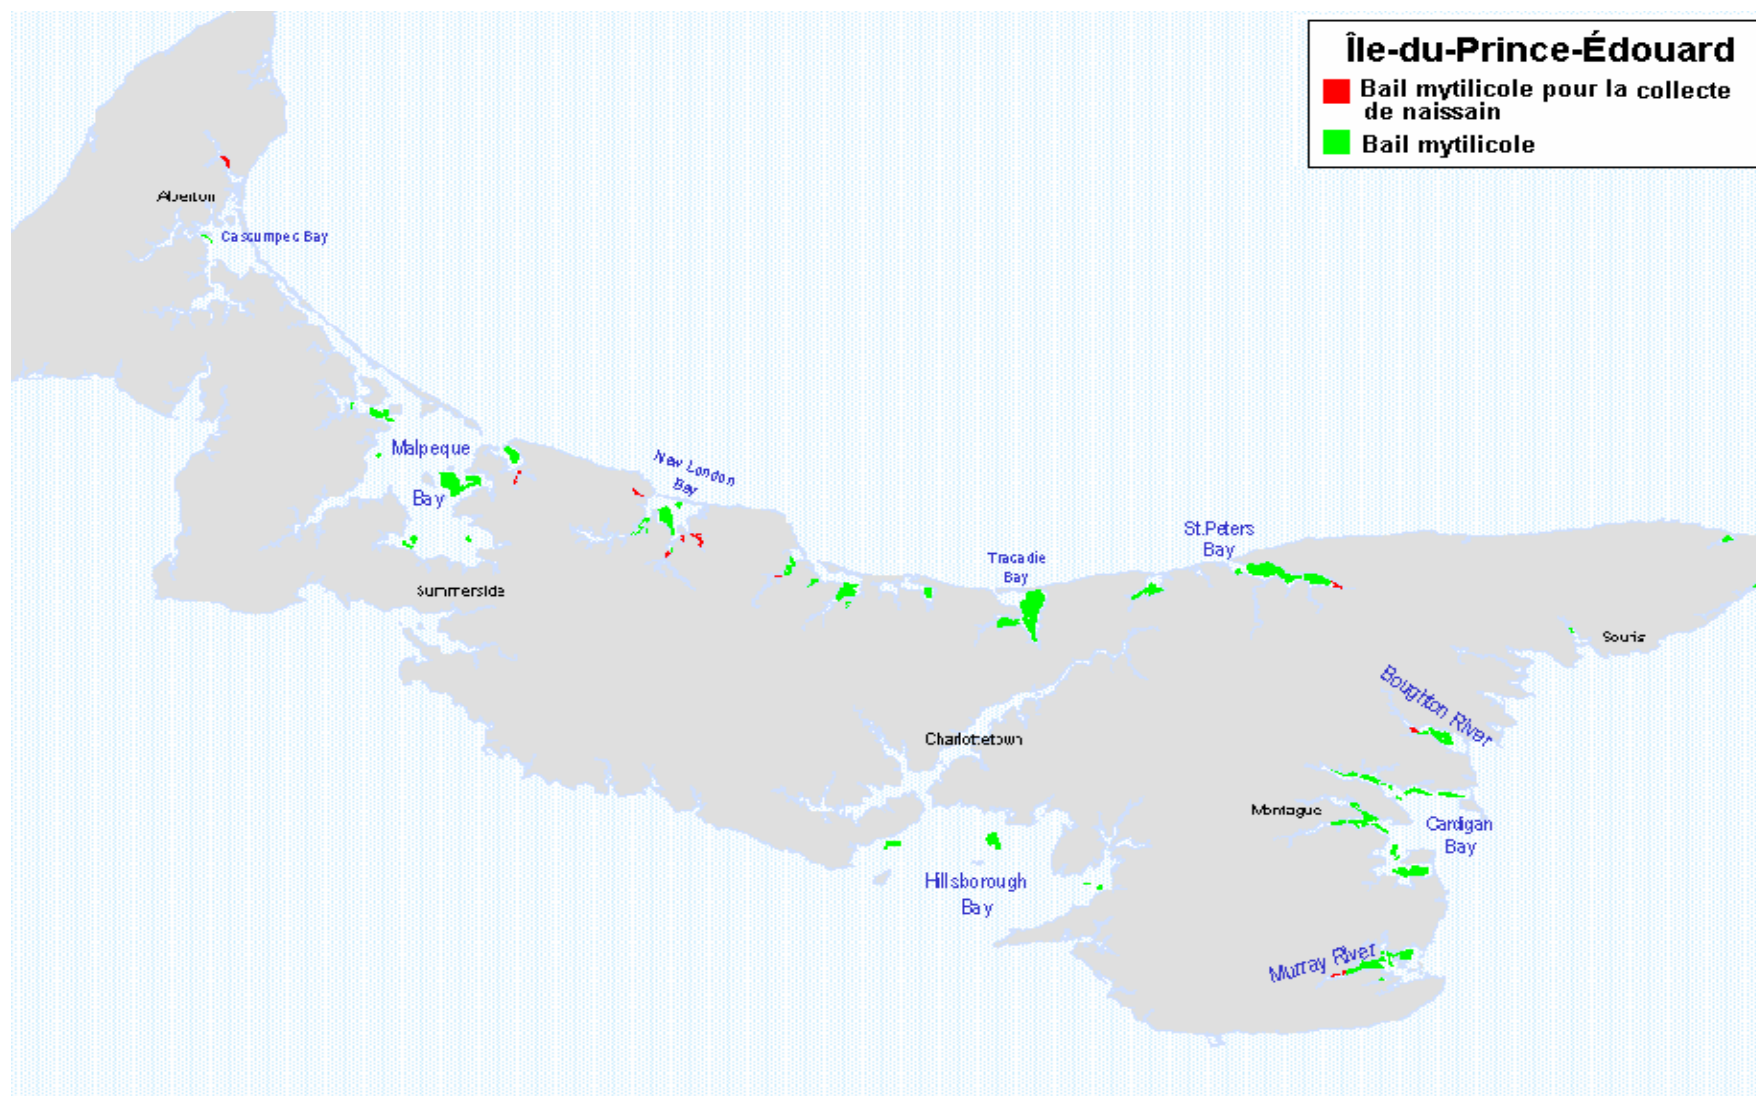 Île-du-Prince-Édouard
Bail mytilicole pour la collecte
de naissain
Bail mytilicole
Alberton
Cascumpec Bay
Malpeque
Bay
New London
Bay
St.Peters
Bay
Tracadie
Bay
Summerside
Souris
Boughton River
Charlottetown
Montague
Cardigan
Bay
Hillsborough
Bay
Murray River